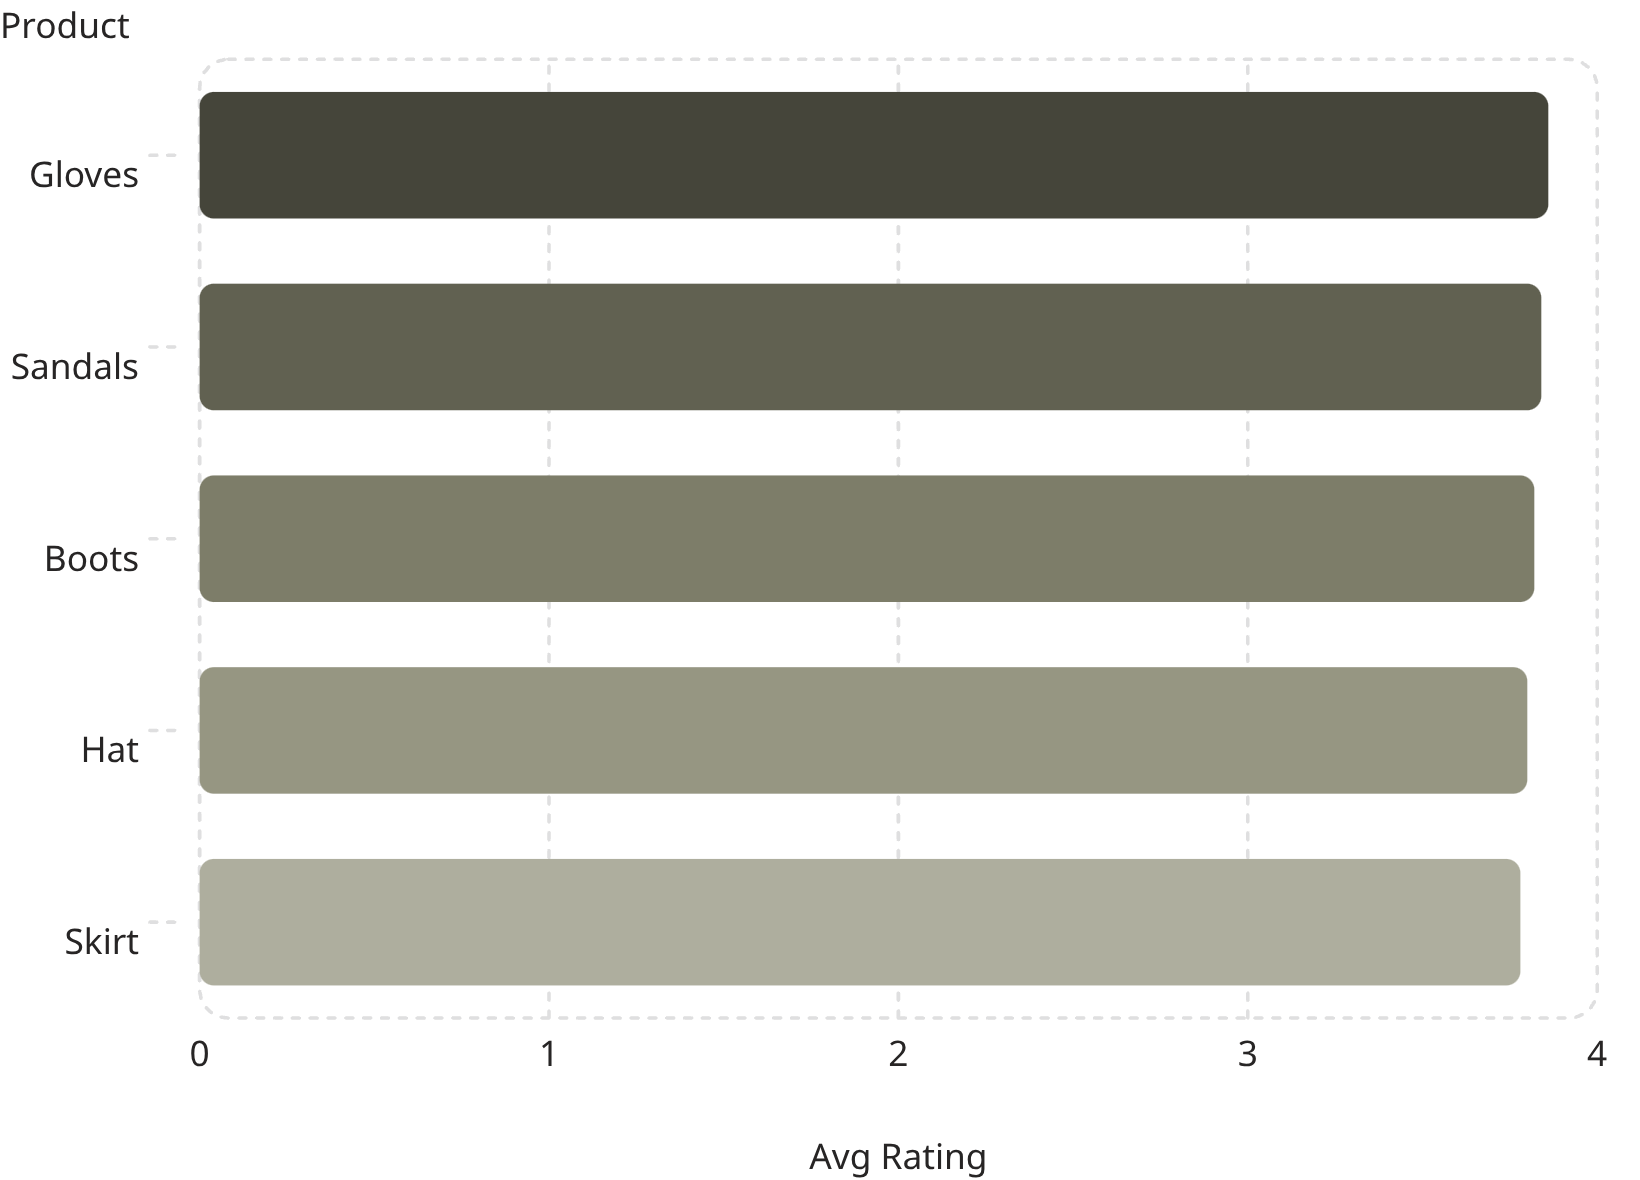 Product
Gloves
Sandals
Boots
Hat
Skirt
0 1 2 3 4
Avg Rating